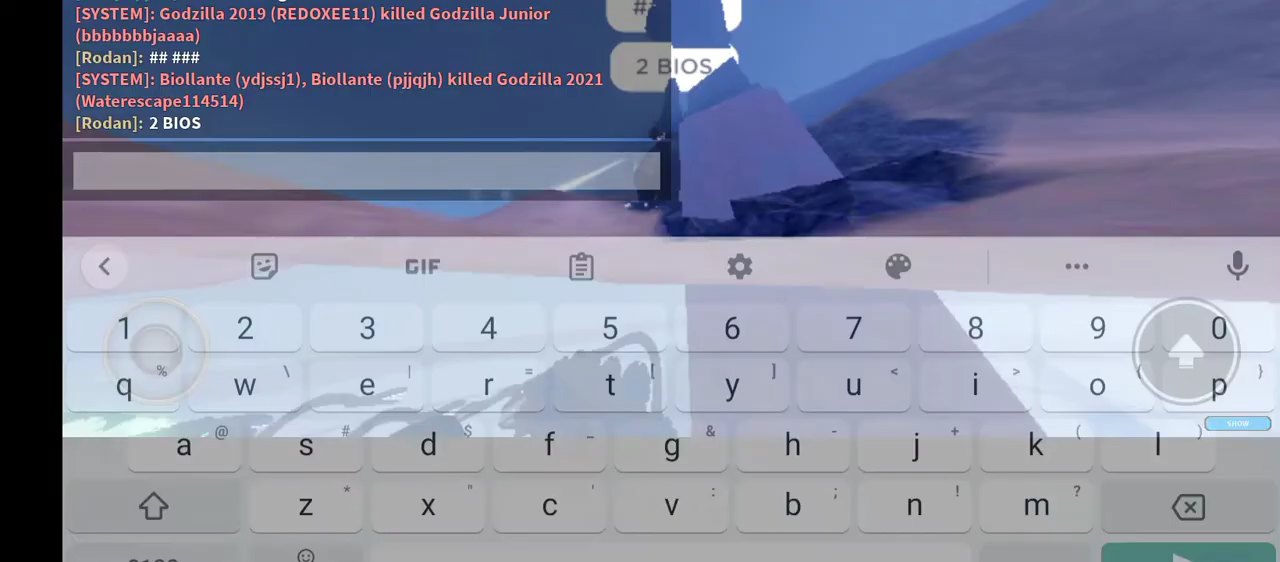 [SYSTEM]: Godzilla 2019 (REDOXEE11) killed Godzilla Junior
(bbbbbbbjaaaa)
[Rodan]: ## ###
[SYSTEM]: Biollante (ydjssj1), Biollante (pjjqjh) killed Godzilla 2021
(Waterescape114514)
[Rodan]: 2 BIOS
2 BIOS
GIF
1 2 3 4 5 6 7 8 9 0
% \ | = [ ] < > { }
q w e r t y u i o p
SHOW
@ # $ _ & - + ( )
a s d f g h j k l
* " ' : ; ! ?
z x c v b n m